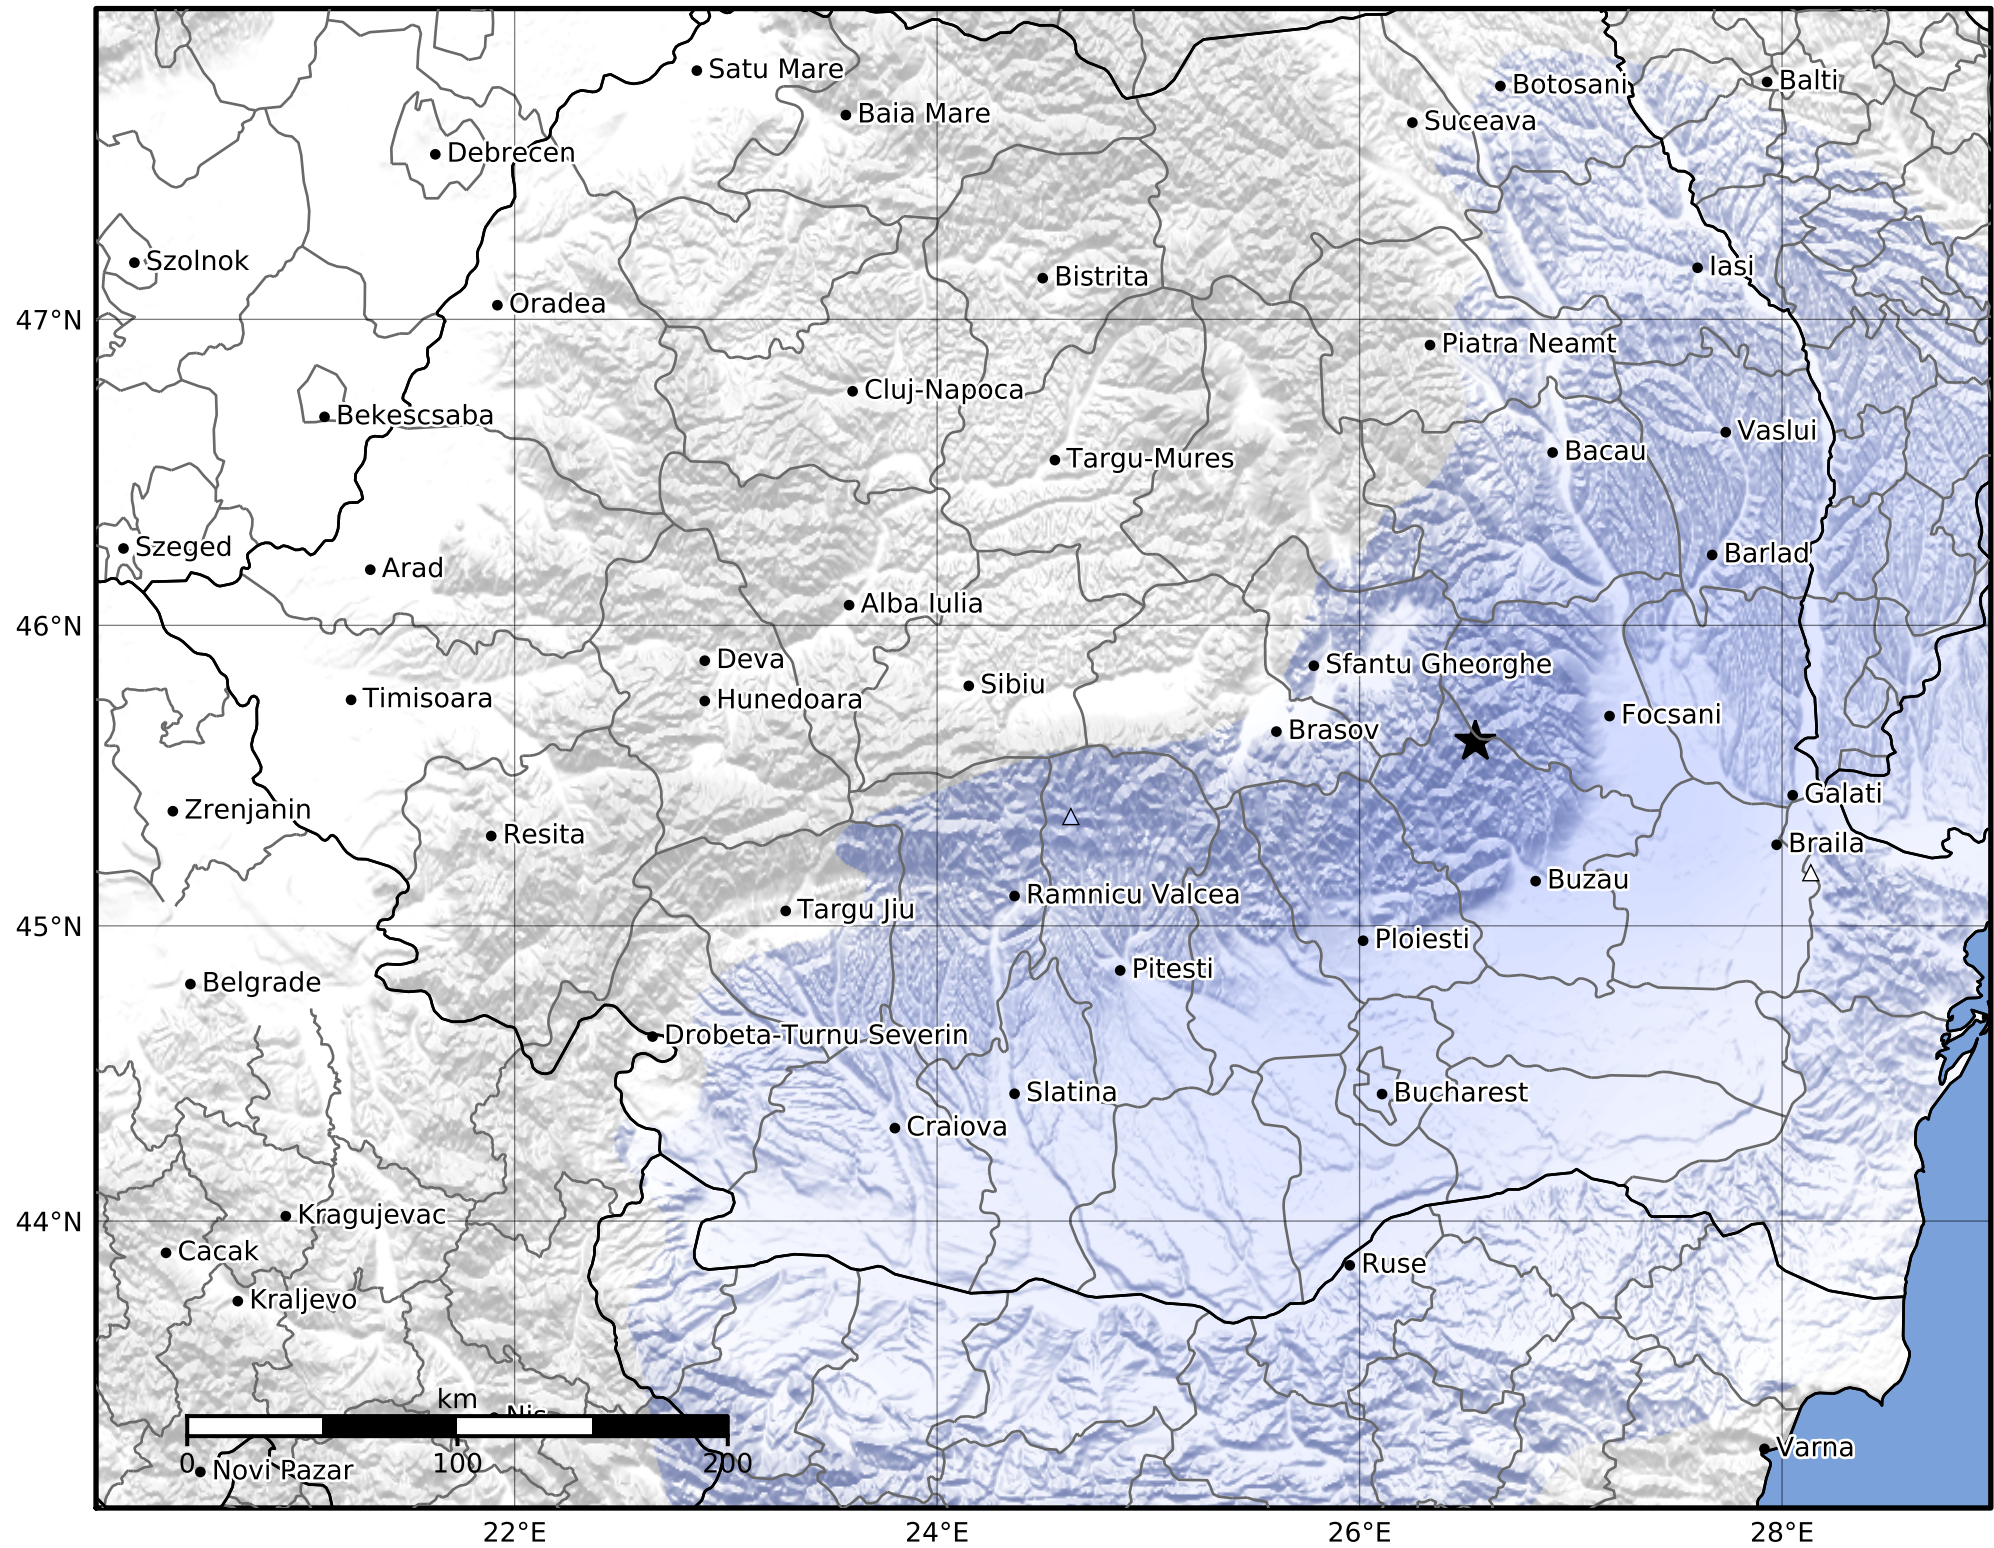 Satu Mare
Botosani
Balti
Baia Mare
Suceava
Debrecen
Szolnok
Iasi
Bistrita
Oradea
47°N
Piatra Neamt
Cluj-Napoca
Bekescsaba
Vaslui
Bacau
Targu-Mures
Szeged
Barlad
Arad
Alba Iulia
46°N
Deva
Sfantu Gheorghe
Sibiu
Timisoara
Hunedoara
Focsani
Brasov
Galati
Zrenjanin
Resita
Braila
Buzau
Ramnicu Valcea
Targu Jiu
45°N
Ploiesti
Pitesti
Belgrade
Drobeta-Turnu Severin
Slatina
Bucharest
Craiova
Kragujevac
44°N
Cacak
Ruse
Kraljevo
km
Nis
Varna
0 100 200
Novi Pazar
22°E 24°E 26°E 28°E